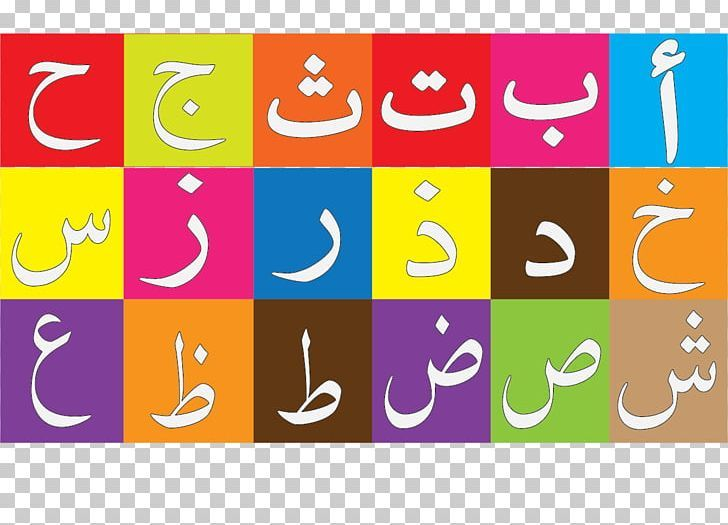 أ ب ت ث ج ح
خ د ذ ر ز س
ش ص ض ط ظ ع